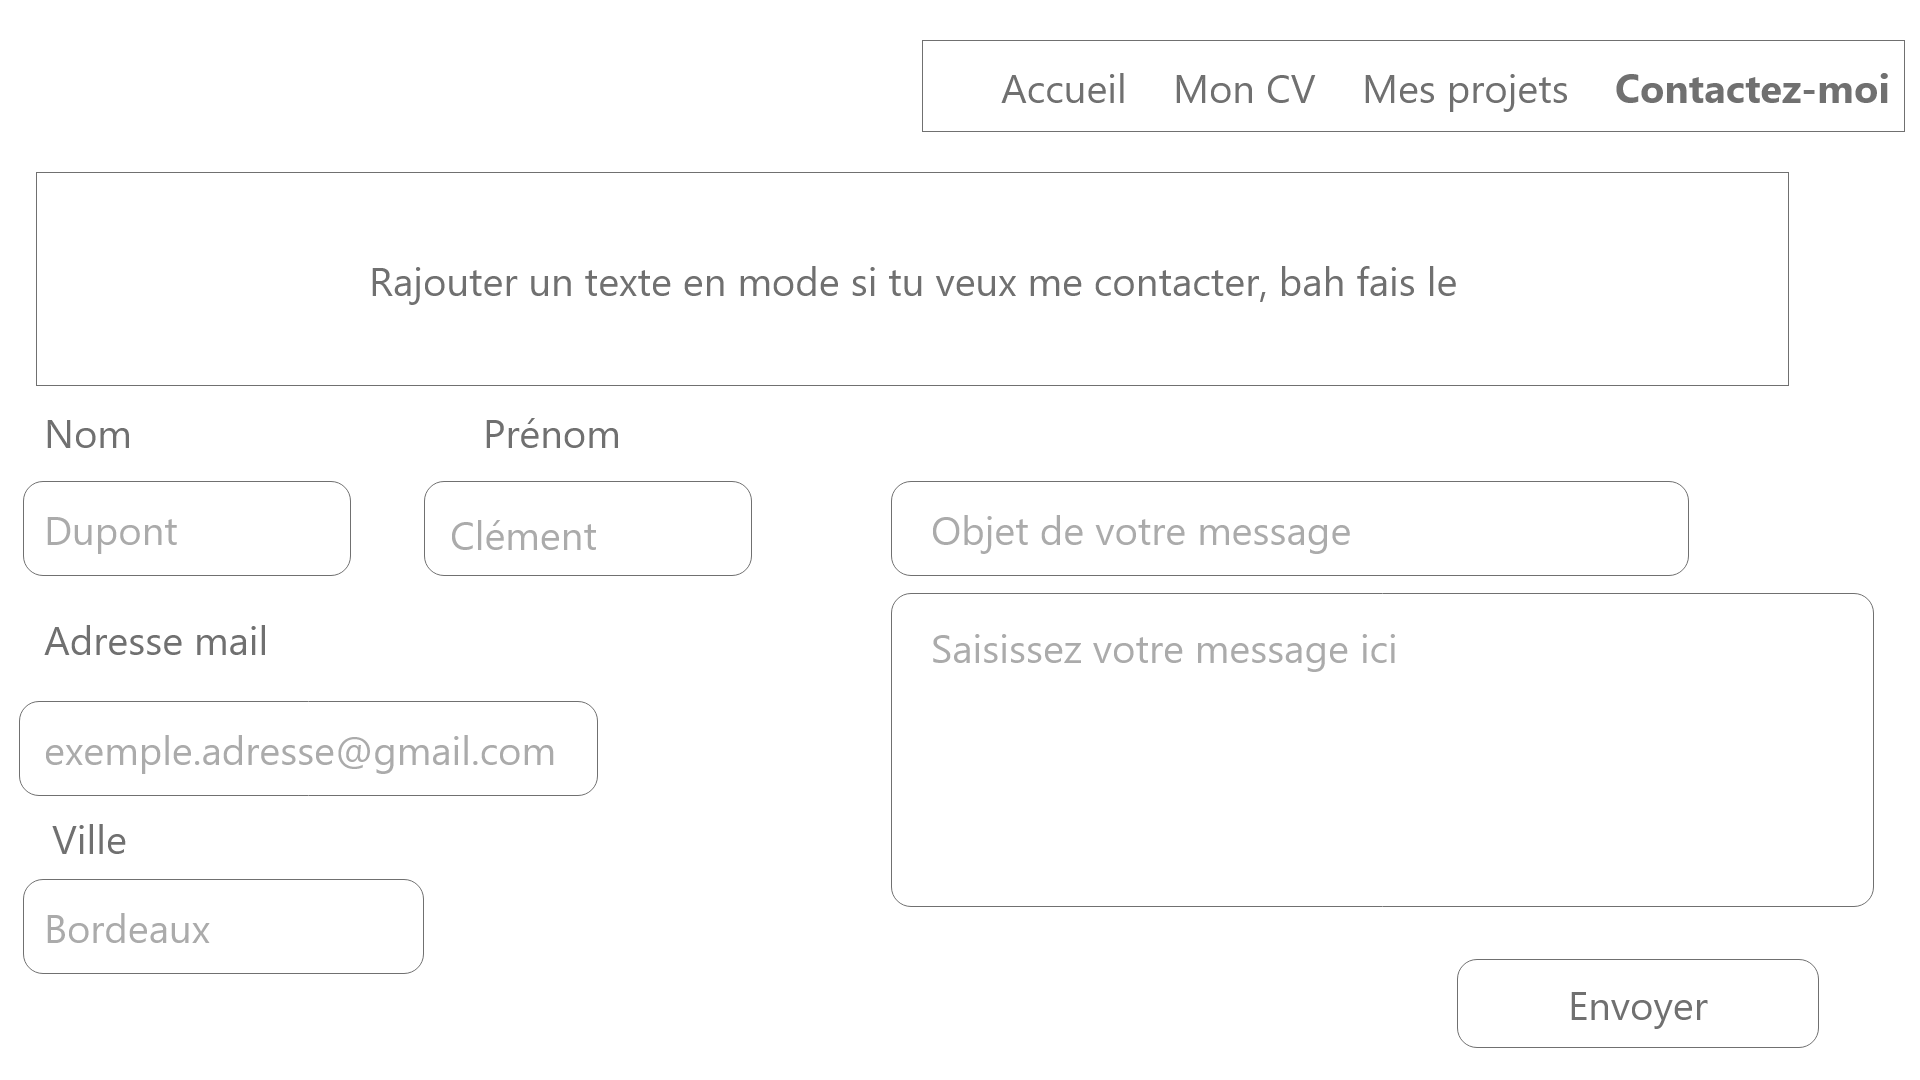 Accueil Mon CV Mes projets Contactez-moi
Rajouter un texte en mode si tu veux me contacter, bah fais le
Nom Prénom
Dupont Clément Objet de votre message
Adresse mail Saisissez votre message ici
exemple.adresse@gmail.com
Ville
Bordeaux
Envoyer